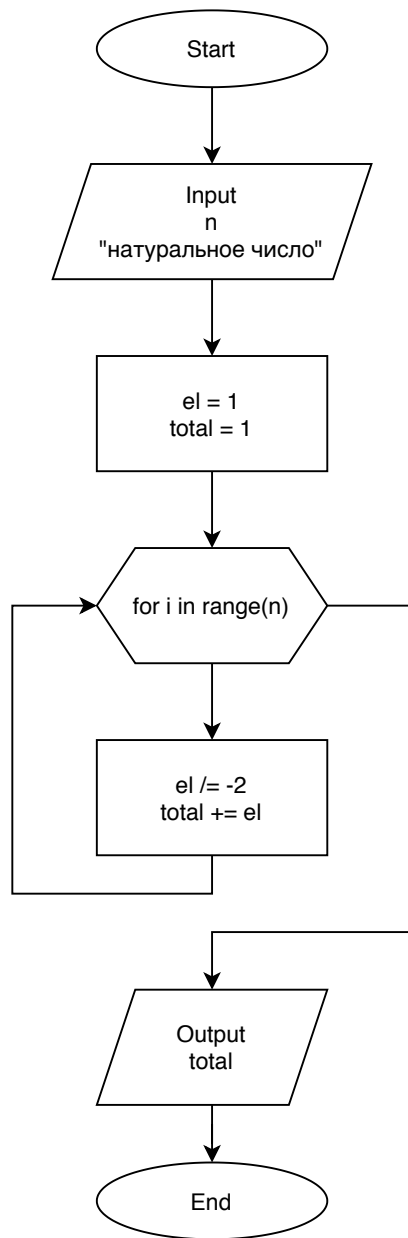 Start
Input
n
"натуральное число"
el = 1
total = 1
for i in range(n)
el /= -2
total += el
Output
total
End